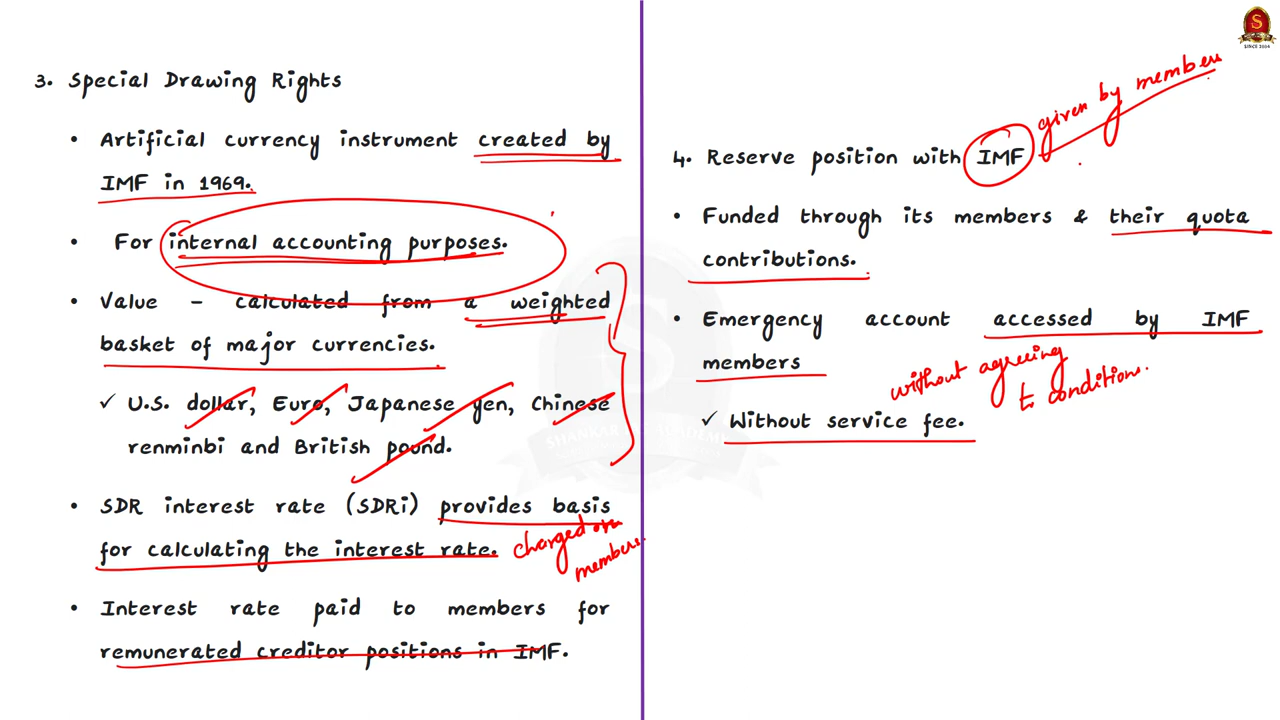 3. Special Drawing Rights
• Artificial currency instrument created by
IMF in 1969.
• For internal accounting purposes.
• Value - calculated from a weighted
basket of major currencies.
✓ U.S. dollar, Euro, Japanese yen, Chinese
renminbi and British pound.
• SDR interest rate (SDRi) provides basis
for calculating the interest rate.
charged on
members
• Interest rate paid to members for
remunerated creditor positions in IMF.
4. Reserve position with IMF
given by members
• Funded through its members & their quota
contributions.
• Emergency account accessed by IMF
members
without agreeing
to conditions.
✓ Without service fee.
S
SINCE 2004